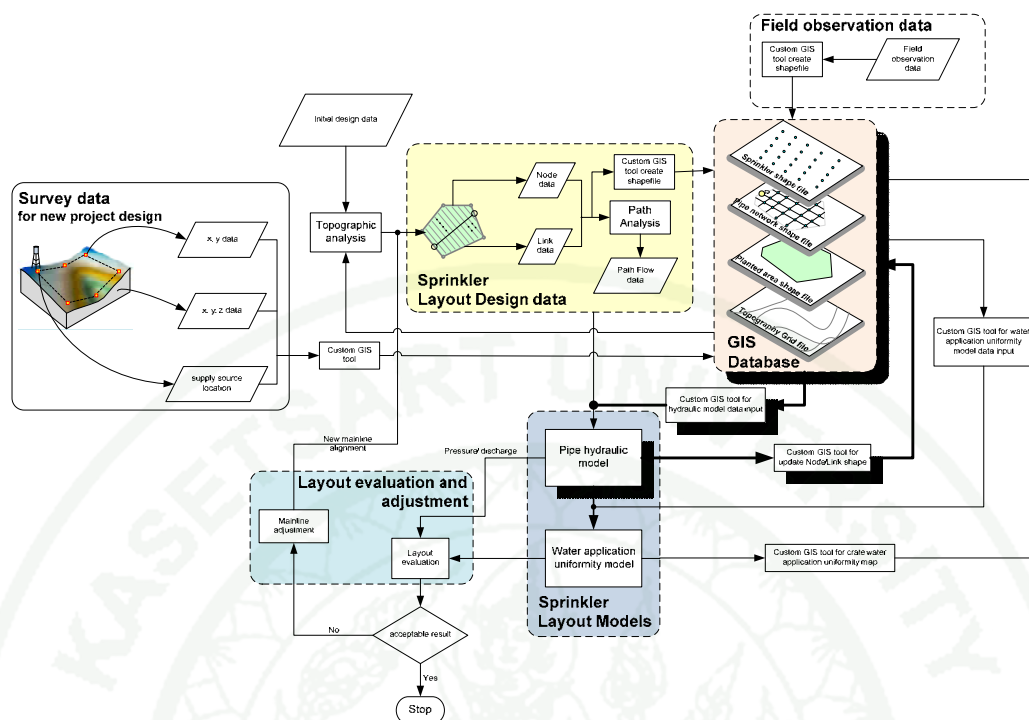 Field observation data
Custom GIS
tool create
shapefile
Field
observation
data
Initial design data
Survey data
for new project design
x, y data
x, y, z data
supply source
location
Topographic
analysis
Custom GIS
tool
Node
data
Link
data
Custom GIS
tool create
shapefile
Path
Analysis
Path Flow
data
Sprinkler
Layout Design data
Sprinkler shape file
Pipe network shape file
Planted area shape file
Topography Grid file
GIS
Database
Custom GIS tool for water
application uniformity
model data input
Custom GIS tool for
hydraulic model data input
New mainline
alignment
Pressure/ discharge
Pipe hydraulic
model
Custom GIS tool for
update Node/Link shape
Layout evaluation and
adjustment
Mainline
adjustment
Layout
evaluation
Water application
uniformity model
Custom GIS tool for crate water
application uniformity map
Sprinkler
Layout Models
No
acceptable result
Yes
Stop
KASETSART UNIVERSITY